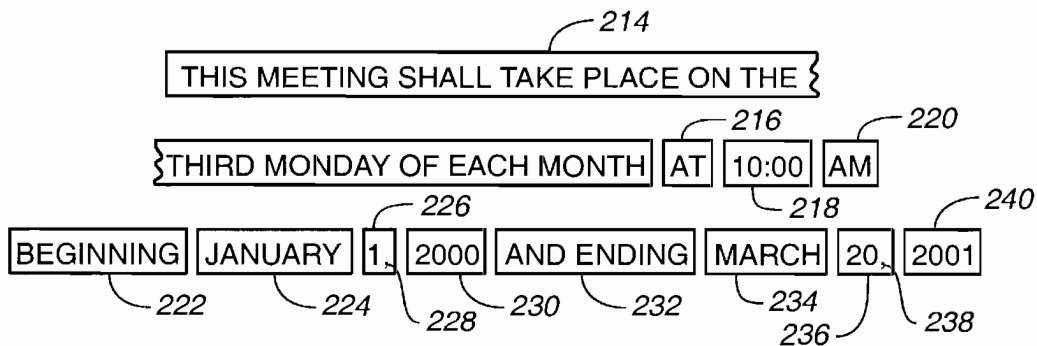 214
THIS MEETING SHALL TAKE PLACE ON THE
216 220
THIRD MONDAY OF EACH MONTH AT 10:00 AM
226 218 240
BEGINNING JANUARY 1, 2000 AND ENDING MARCH 20, 2001
222 224 228 230 232 234 236 238